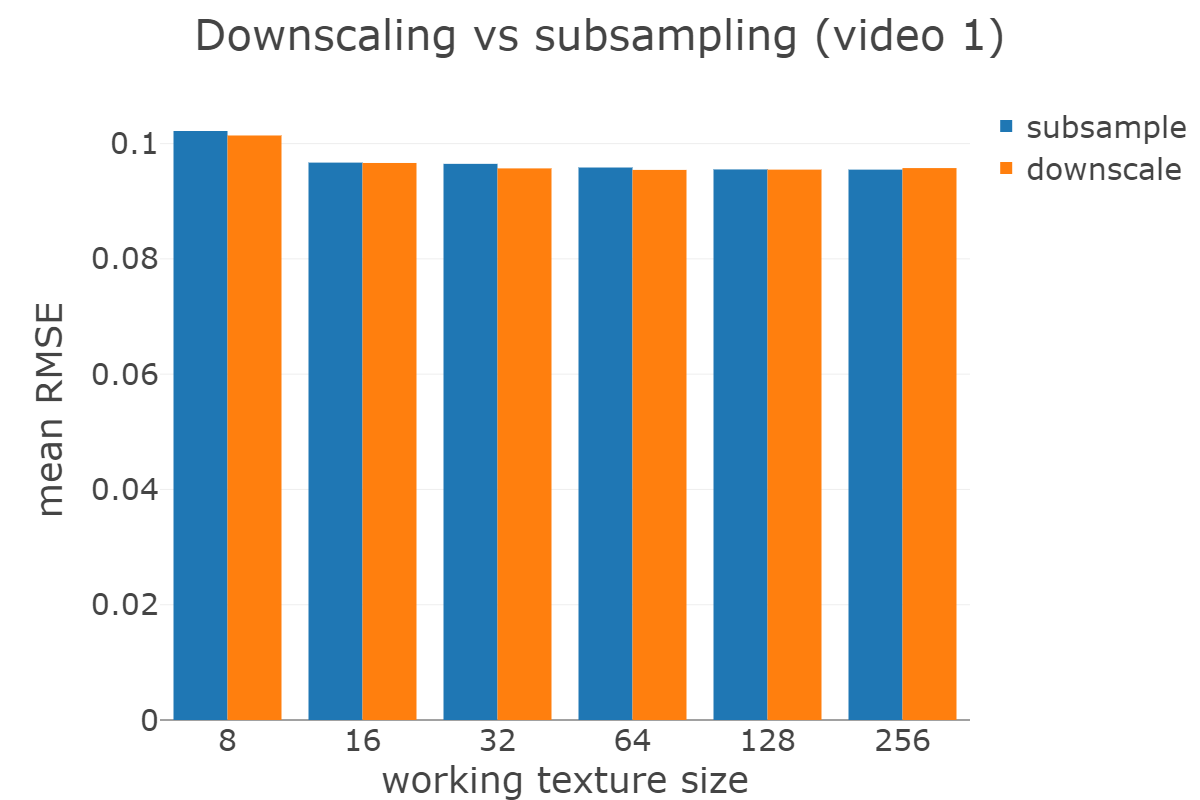 Downscaling vs subsampling (video 1)
subsample
downscale
mean RMSE
0.1
0.08
0.06
0.04
0.02
0
8 16 32 64 128 256
working texture size